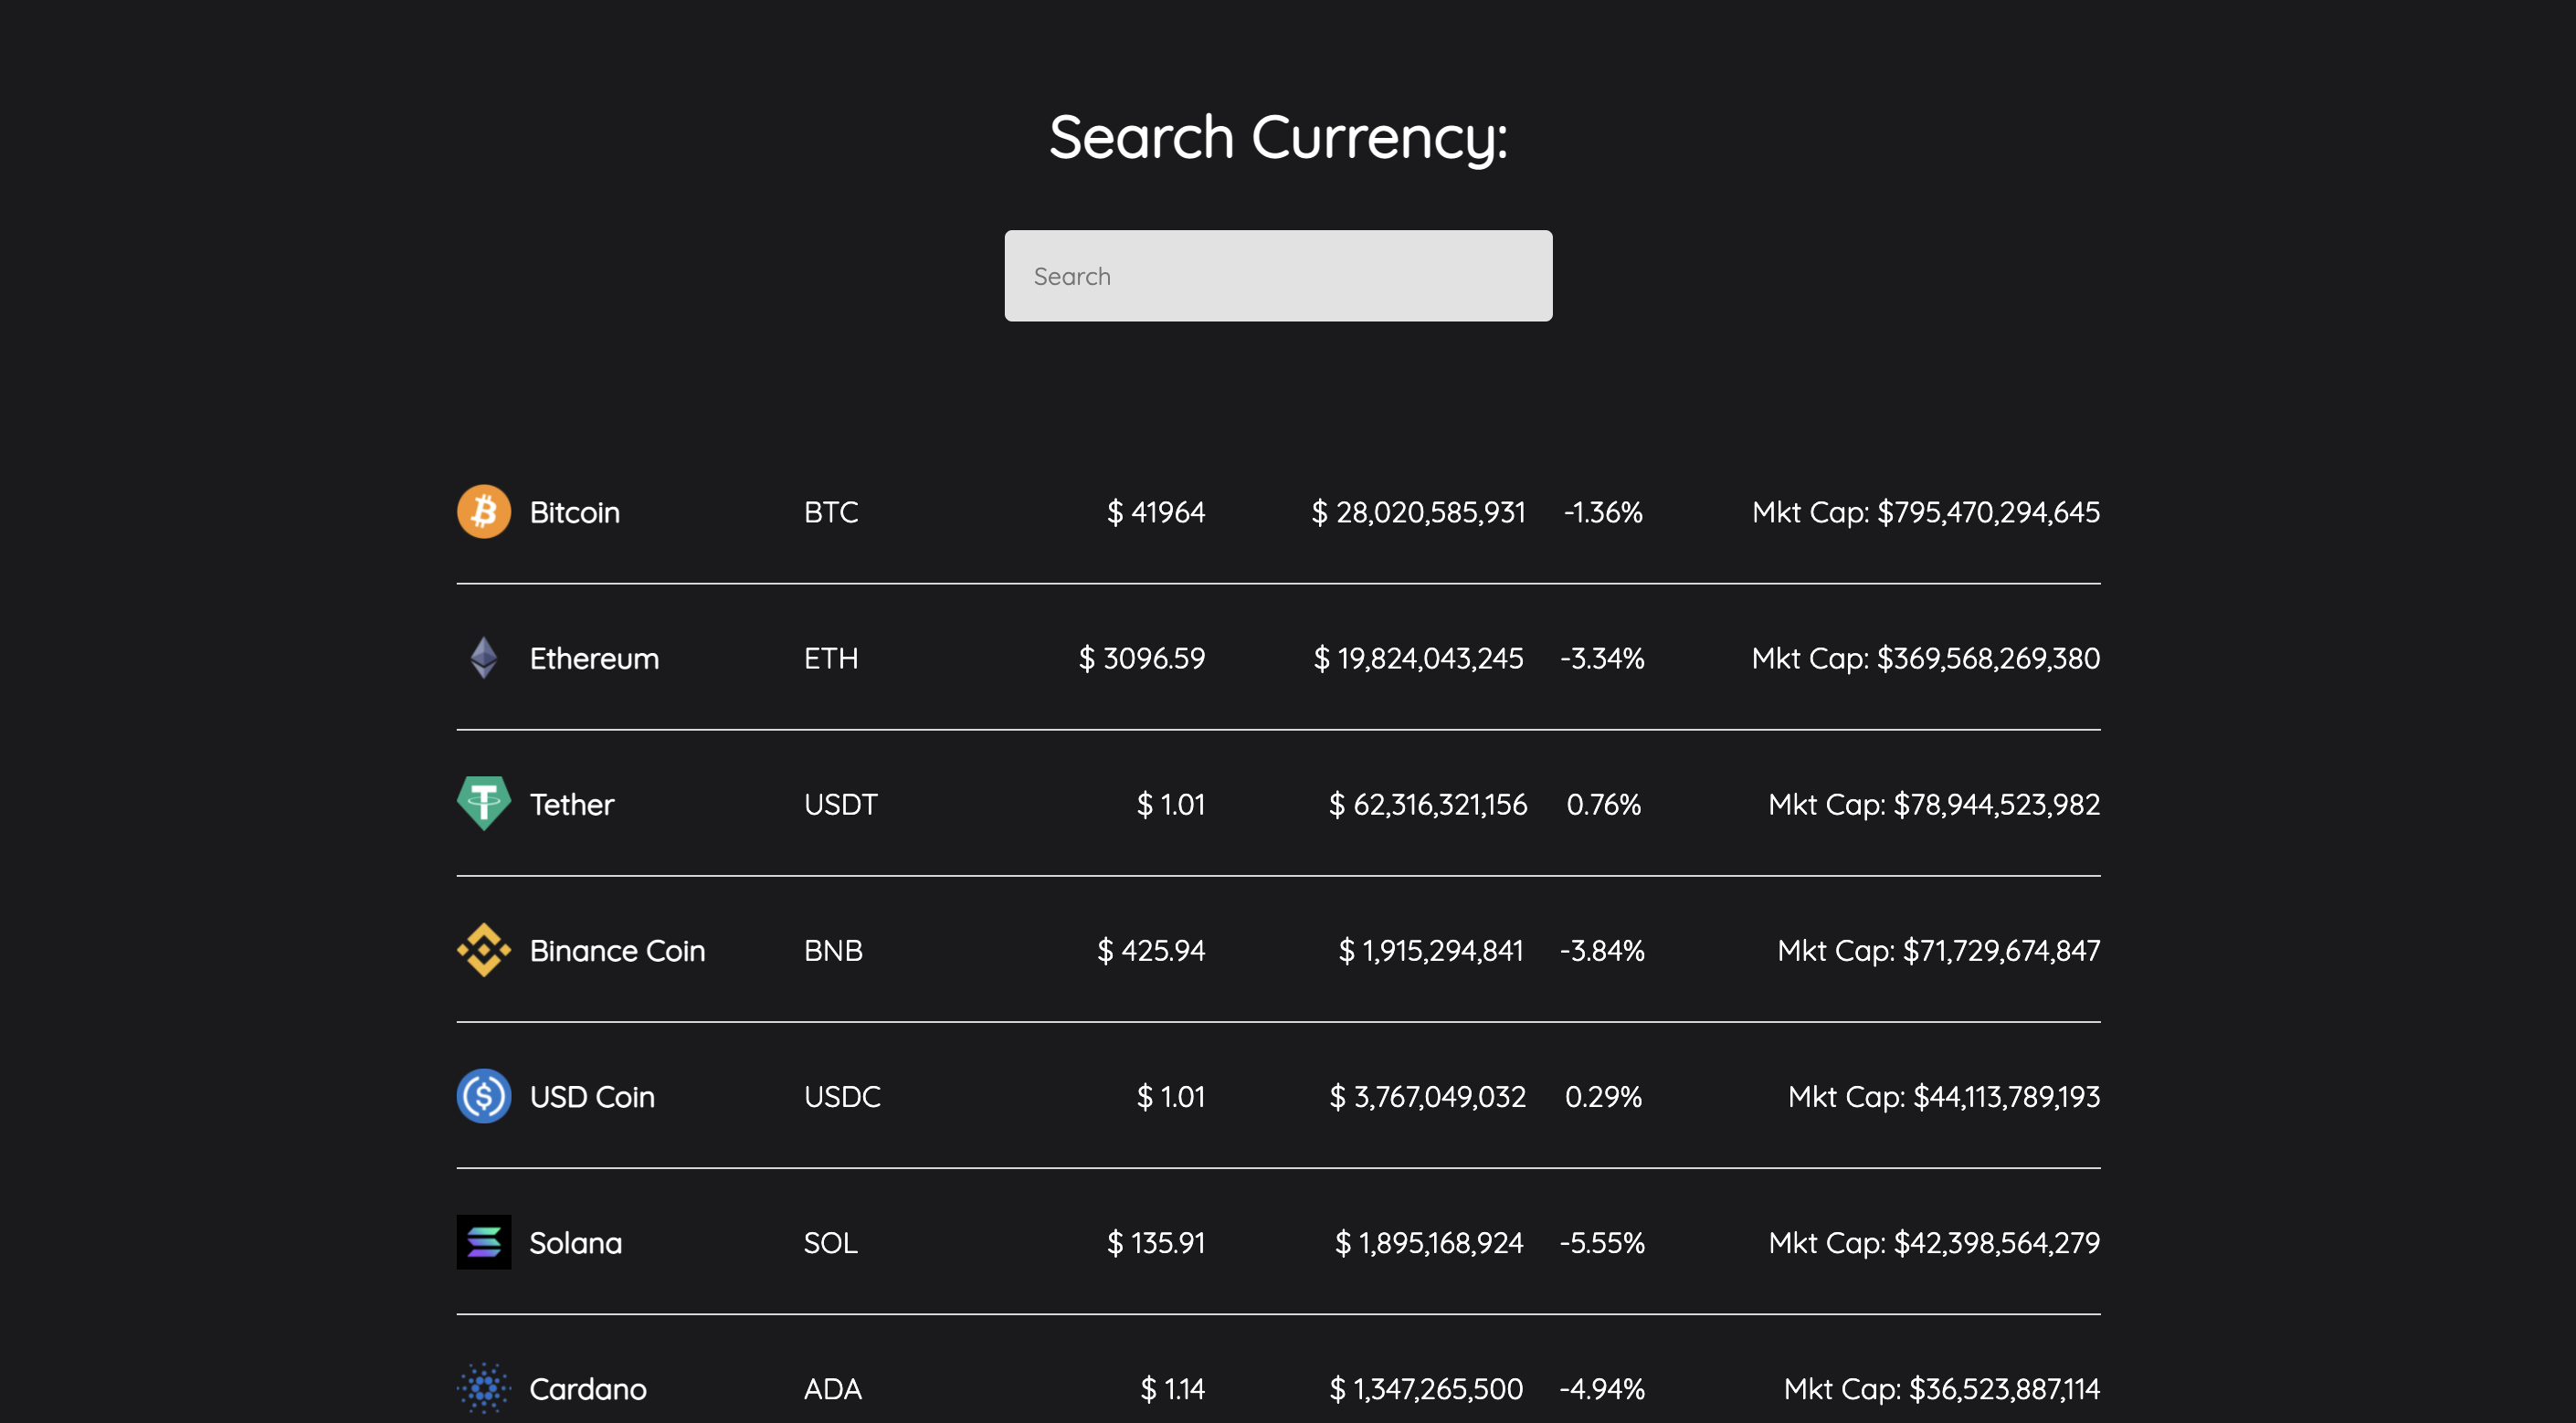 Search Currency:
Search
Bitcoin BTC $ 41964 $ 28,020,585,931 -1.36% Mkt Cap: $795,470,294,645
Ethereum ETH $ 3096.59 $ 19,824,043,245 -3.34% Mkt Cap: $369,568,269,380
Tether USDT $ 1.01 $ 62,316,321,156 0.76% Mkt Cap: $78,944,523,982
Binance Coin BNB $ 425.94 $ 1,915,294,841 -3.84% Mkt Cap: $71,729,674,847
USD Coin USDC $ 1.01 $ 3,767,049,032 0.29% Mkt Cap: $44,113,789,193
Solana SOL $ 135.91 $ 1,895,168,924 -5.55% Mkt Cap: $42,398,564,279
Cardano ADA $ 1.14 $ 1,347,265,500 -4.94% Mkt Cap: $36,523,887,114